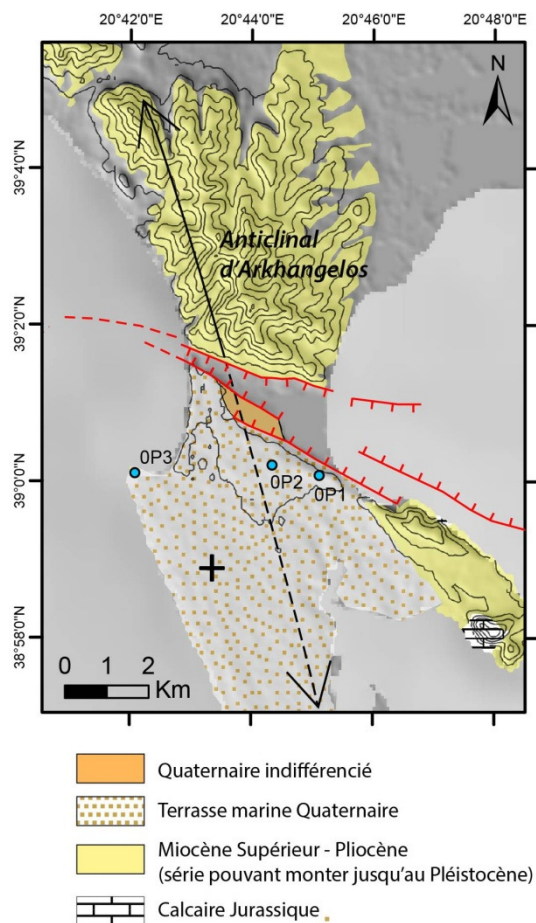 20°42'0"E 20°44'0"E 20°46'0"E 20°48'0"E
N
39°4'0"N
Anticlinal
d'Arkhangelos
39°2'0"N
0P3
0P2
0P1
39°0'0"N
38°58'0"N
0 1 2
Km
Quaternaire indifférencié
Terrasse marine Quaternaire
Miocène Supérieur - Pliocène
(série pouvant monter jusqu'au Pléistocène)
Calcaire Jurassique